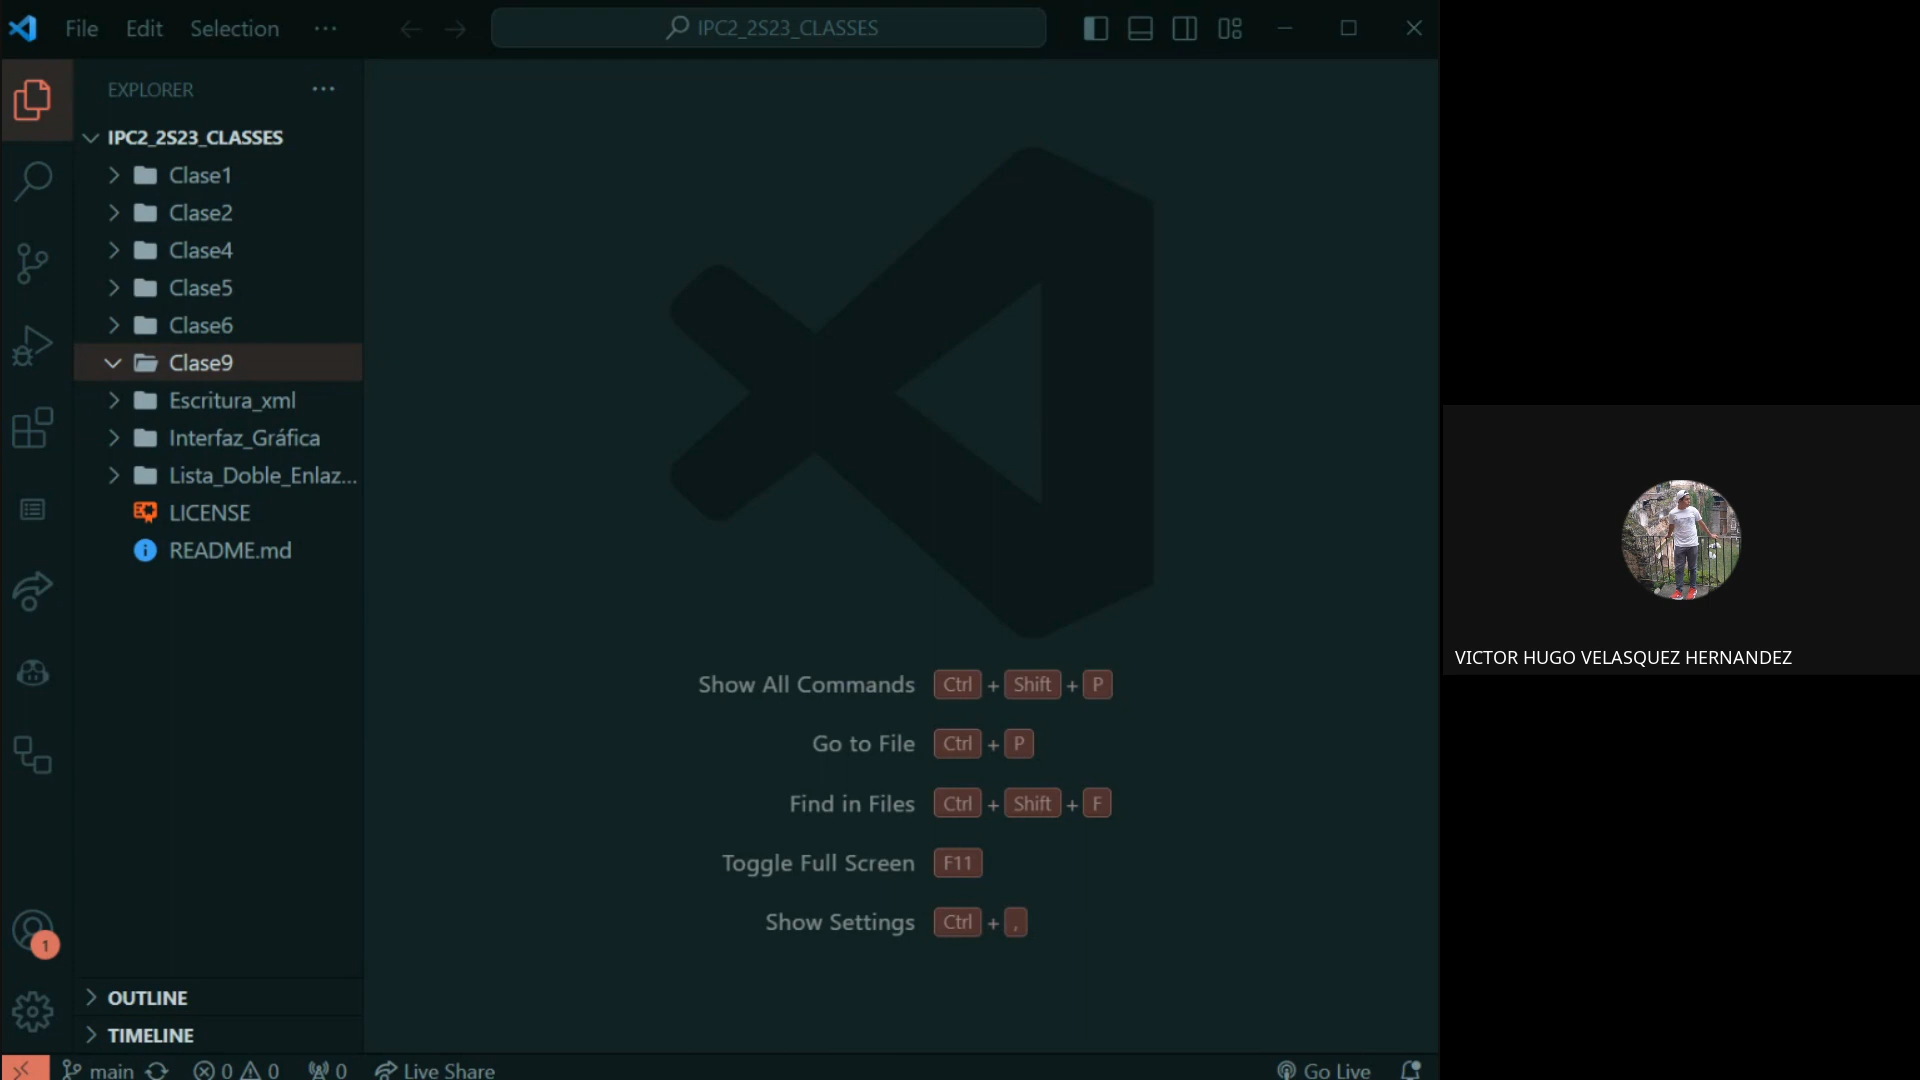 File Edit Selection ···
IPC2_2S23_CLASSES
EXPLORER
IPC2_2S23_CLASSES
Clase1
Clase2
Clase4
Clase5
Clase6
Clase9
Escritura_xml
Interfaz_Gráfica
Lista_Doble_Enlaz...
LICENSE
README.md
Show All Commands Ctrl + Shift + P
Go to File Ctrl + P
Find in Files Ctrl + Shift + F
Toggle Full Screen F11
Show Settings Ctrl + ,
VICTOR HUGO VELASQUEZ HERNANDEZ
1
OUTLINE
TIMELINE
main 0 0 0 Live Share Go Live